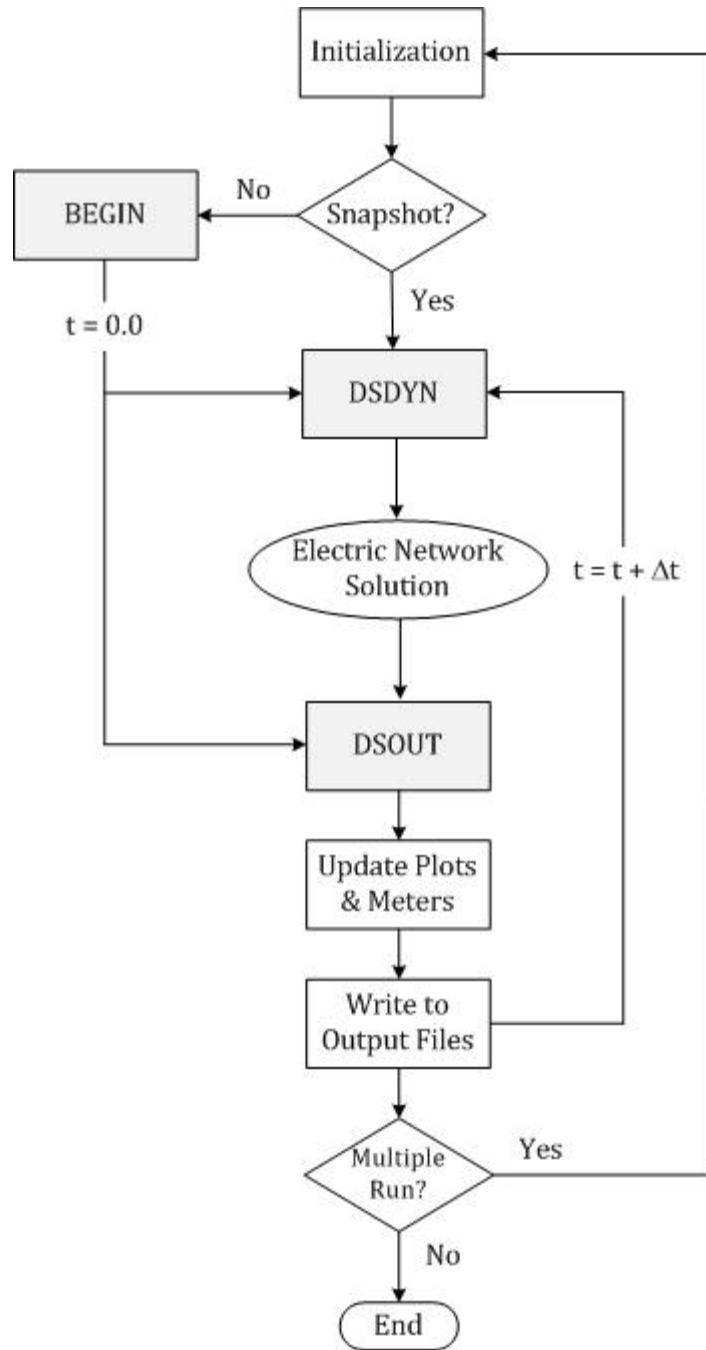 Initialization
No
BEGIN
Snapshot?
Yes
t = 0.0
DSDYN
Electric Network
Solution
t = t + Δt
DSOUT
Update Plots
& Meters
Write to
Output Files
Multiple
Run?
Yes
No
End